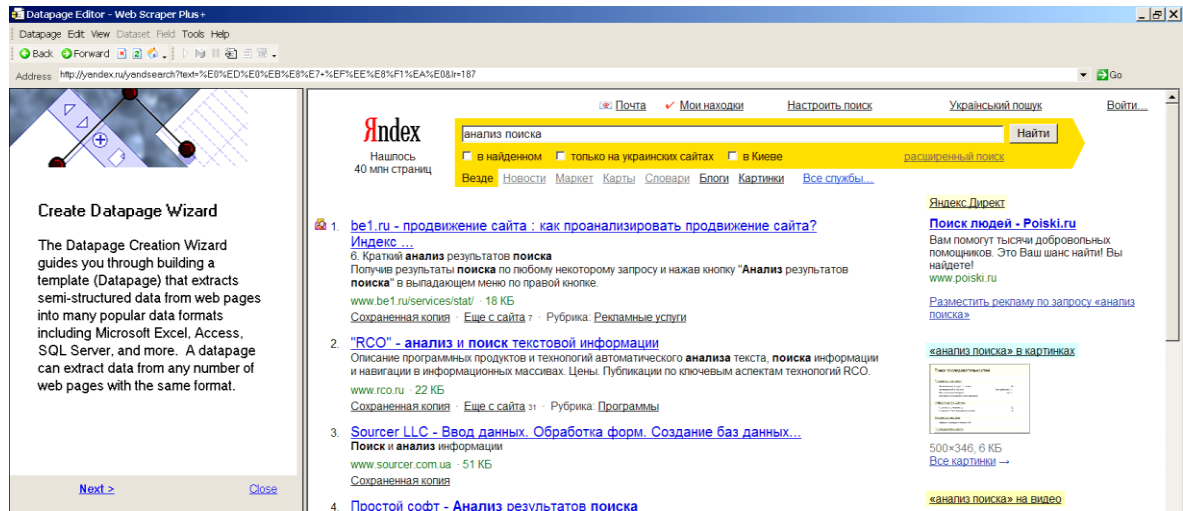 Datapage Editor - Web Scraper Plus+
Datapage Edit View Dataset Field Tools Help
Back Forward
Address http://yandex.ru/yandsearch?text=%E0%ED%E0%EB%E8%E7+%EF%EE%E8%F1%EA%E0&lr=187 Go
Create Datapage Wizard
The Datapage Creation Wizard
guides you through building a
template (Datapage) that extracts
semi-structured data from web pages
into many popular data formats
including Microsoft Excel, Access,
SQL Server, and more. A datapage
can extract data from any number of
web pages with the same format.
Next > Close
Почта Мои находки Настроить поиск Український пошук Войти...
Яndex
Нашлось
40 млн страниц
анализ поиска Найти
в найденном только на украинских сайтах в Киеве расширенный поиск
Везде Новости Маркет Карты Словари Блоги Картинки Все службы...
1. be1.ru - продвижение сайта : как проанализировать продвижение сайта?
Индекс ...
6. Краткий анализ результатов поиска
Получив результаты поиска по любому некоторому запросу и нажав кнопку "Анализ результатов
поиска" в выпадающем меню по правой кнопке.
www.be1.ru/services/stat/ · 18 КБ
Сохраненная копия · Еще с сайта 7 · Рубрика: Рекламные услуги
2. "RCO" - анализ и поиск текстовой информации
Описание программных продуктов и технологий автоматического анализа текста, поиска информации
и навигации в информационных массивах. Цены. Публикации по ключевым аспектам технологий RCO.
www.rco.ru · 22 КБ
Сохраненная копия · Еще с сайта 31 · Рубрика: Программы
3. Sourcer LLC - Ввод данных. Обработка форм. Создание баз данных...
Поиск и анализ информации
www.sourcer.com.ua · 51 КБ
Сохраненная копия
4. Простой софт - Анализ результатов поиска
Яндекс.Директ
Поиск людей - Poiski.ru
Вам помогут тысячи добровольных
помощников. Это Ваш шанс найти! Вы
найдете!
www.poiski.ru
Разместить рекламу по запросу «анализ
поиска»
«анализ поиска» в картинках
500×346, 6 КБ
Все картинки →
«анализ поиска» на видео